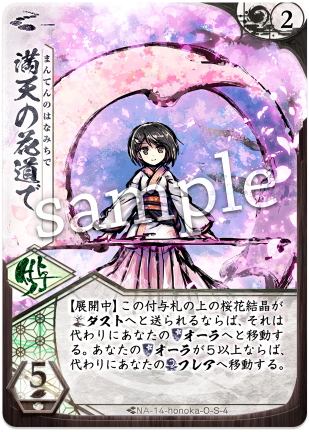 2
まんてんのはなみちで
満天の花道で
sample
付与
5
【展開中】この付与札の上の桜花結晶が
ダストへと送られるならば、それは
代わりにあなたのオーラへと移動す
る。あなたのオーラが５以上ならば、
代わりにあなたのフレアへ移動する。
NA-14-honoka-O-S-4